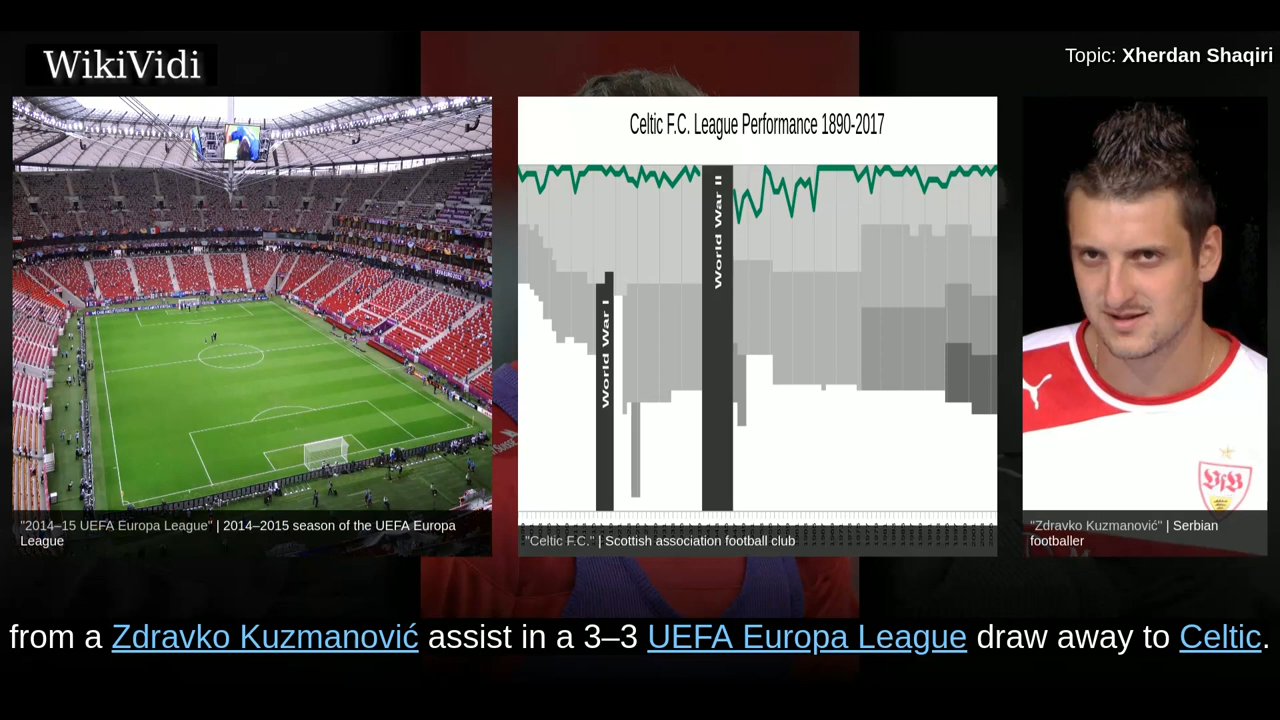 WikiVidi
Topic: Xherdan Shaqiri
Celtic F.C. League Performance 1890-2017
World War I
World War II
"2014–15 UEFA Europa League" | 2014–2015 season of the UEFA Europa
League
"Celtic F.C." | Scottish association football club
"Zdravko Kuzmanović" | Serbian
footballer
from a Zdravko Kuzmanović assist in a 3–3 UEFA Europa League draw away to Celtic.